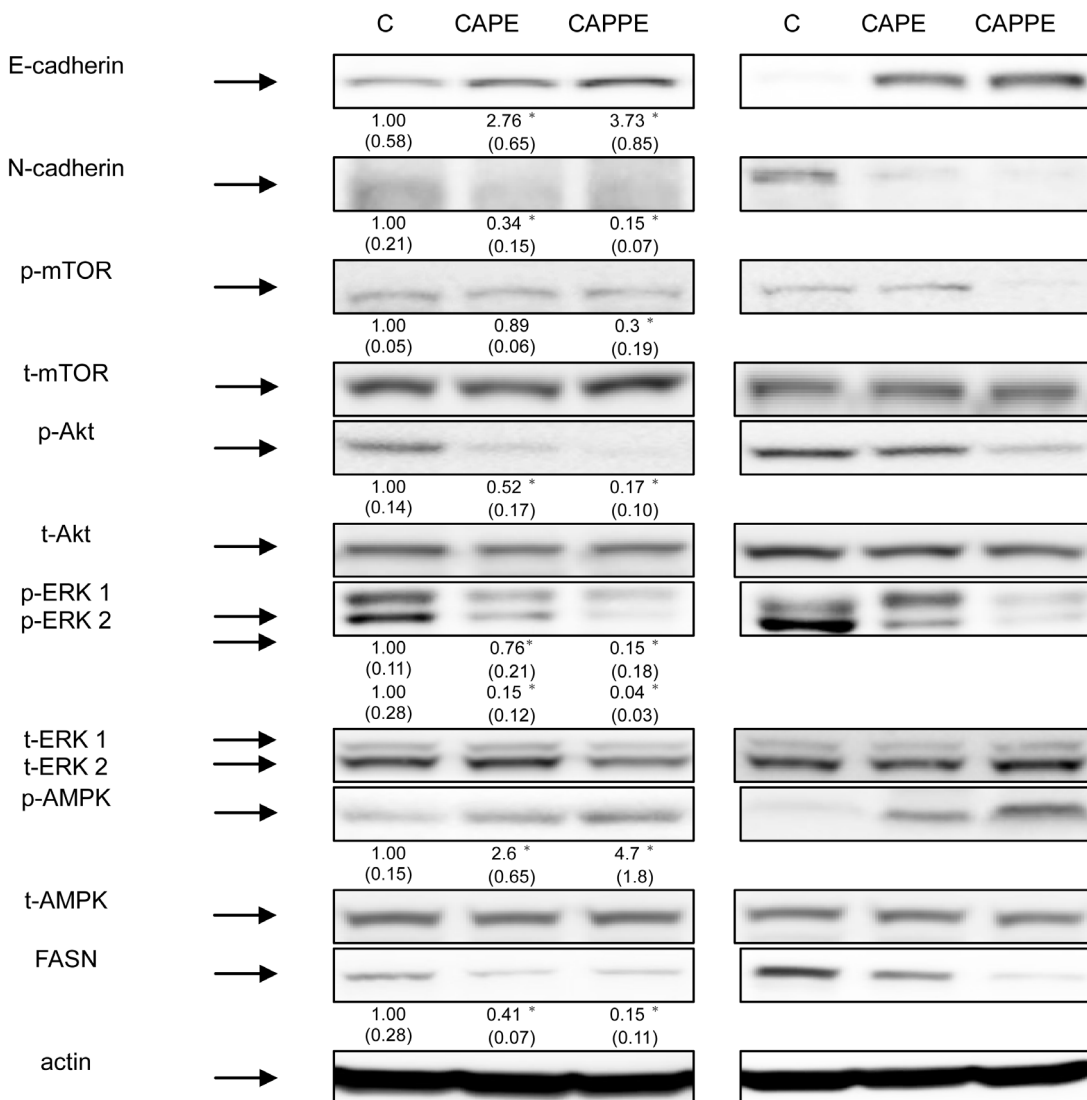 C CAPE CAPPE C CAPE CAPPE
E-cadherin
1.00 2.76 * 3.73 *
(0.58) (0.65) (0.85)
N-cadherin
1.00 0.34 * 0.15 *
(0.21) (0.15) (0.07)
p-mTOR
1.00 0.89 0.3 *
(0.05) (0.06) (0.19)
t-mTOR
p-Akt
1.00 0.52 * 0.17 *
(0.14) (0.17) (0.10)
t-Akt
p-ERK 1
p-ERK 2
1.00 0.76* 0.15 *
(0.11) (0.21) (0.18)
1.00 0.15 * 0.04 *
(0.28) (0.12) (0.03)
t-ERK 1
t-ERK 2
p-AMPK
1.00 2.6 * 4.7 *
(0.15) (0.65) (1.8)
t-AMPK
FASN
1.00 0.41 * 0.15 *
(0.28) (0.07) (0.11)
actin